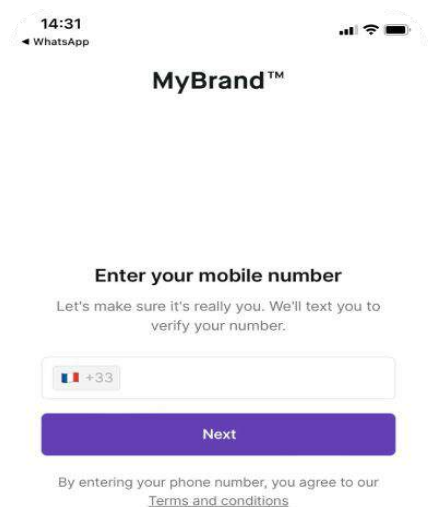 14:31
◀ WhatsApp
MyBrand™
Enter your mobile number
Let's make sure it's really you. We'll text you to
verify your number.
+33
Next
By entering your phone number, you agree to our
Terms and conditions